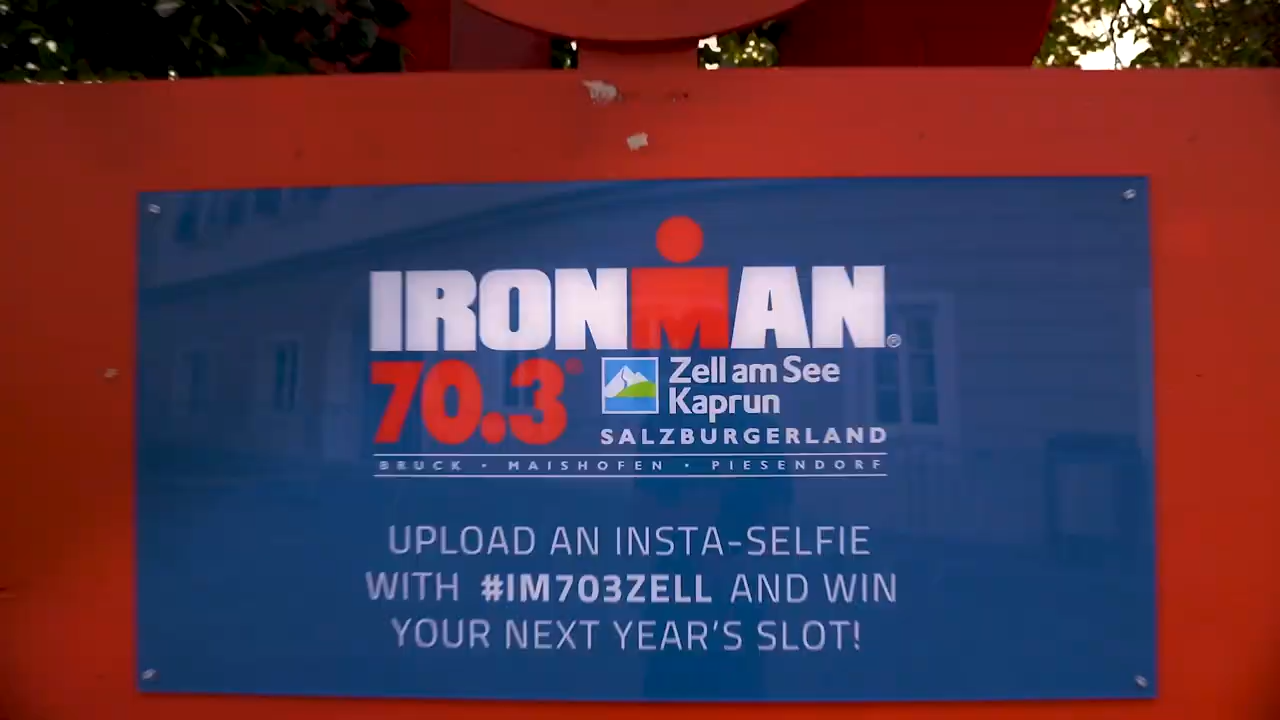 IRONMAN®
70.3®
Zell am See
Kaprun
SALZBURGERLAND
BRUCK · MAISHOFEN · PIESENDORF
UPLOAD AN INSTA-SELFIE
WITH #IM703ZELL AND WIN
YOUR NEXT YEAR'S SLOT!